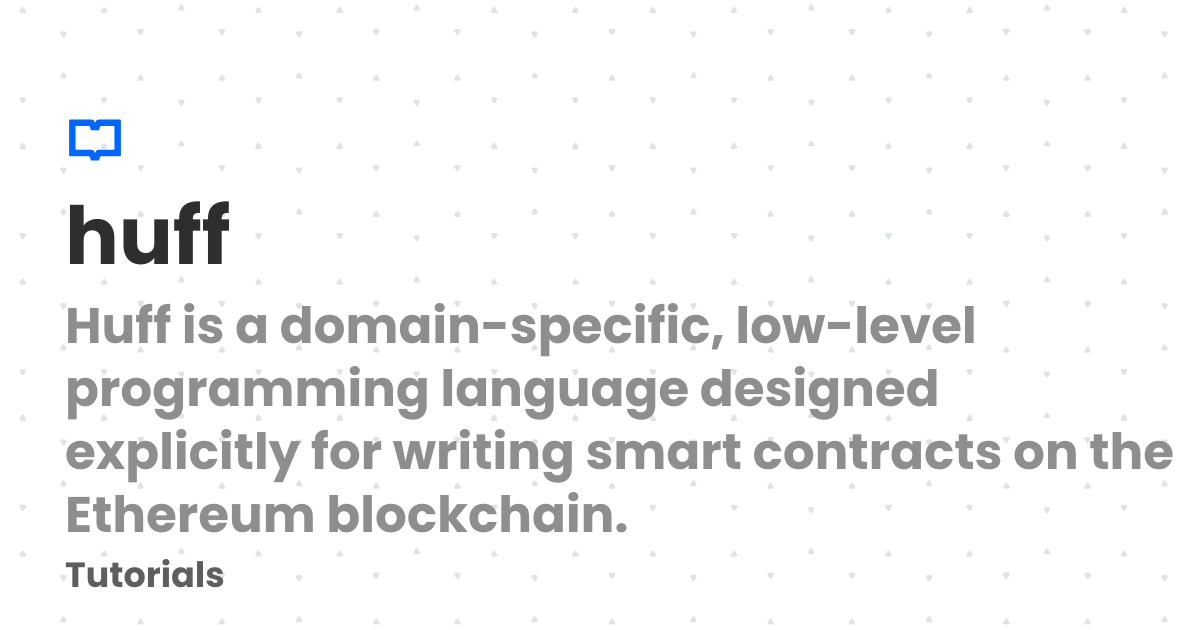 huff
Huff is a domain-specific, low-level
programming language designed
explicitly for writing smart contracts on the
Ethereum blockchain.
Tutorials